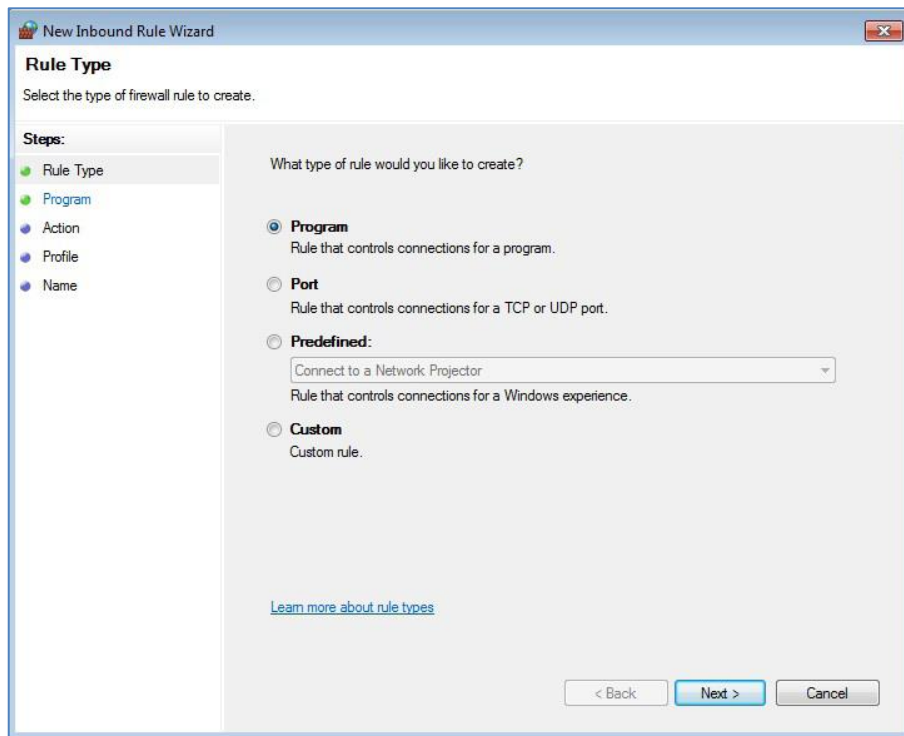 New Inbound Rule Wizard
Rule Type
Select the type of firewall rule to create.
Steps:
Rule Type
Program
Action
Profile
Name
What type of rule would you like to create?
Program
Rule that controls connections for a program.
Port
Rule that controls connections for a TCP or UDP port.
Predefined:
Connect to a Network Projector
Rule that controls connections for a Windows experience.
Custom
Custom rule.
Learn more about rule types
< Back Next > Cancel